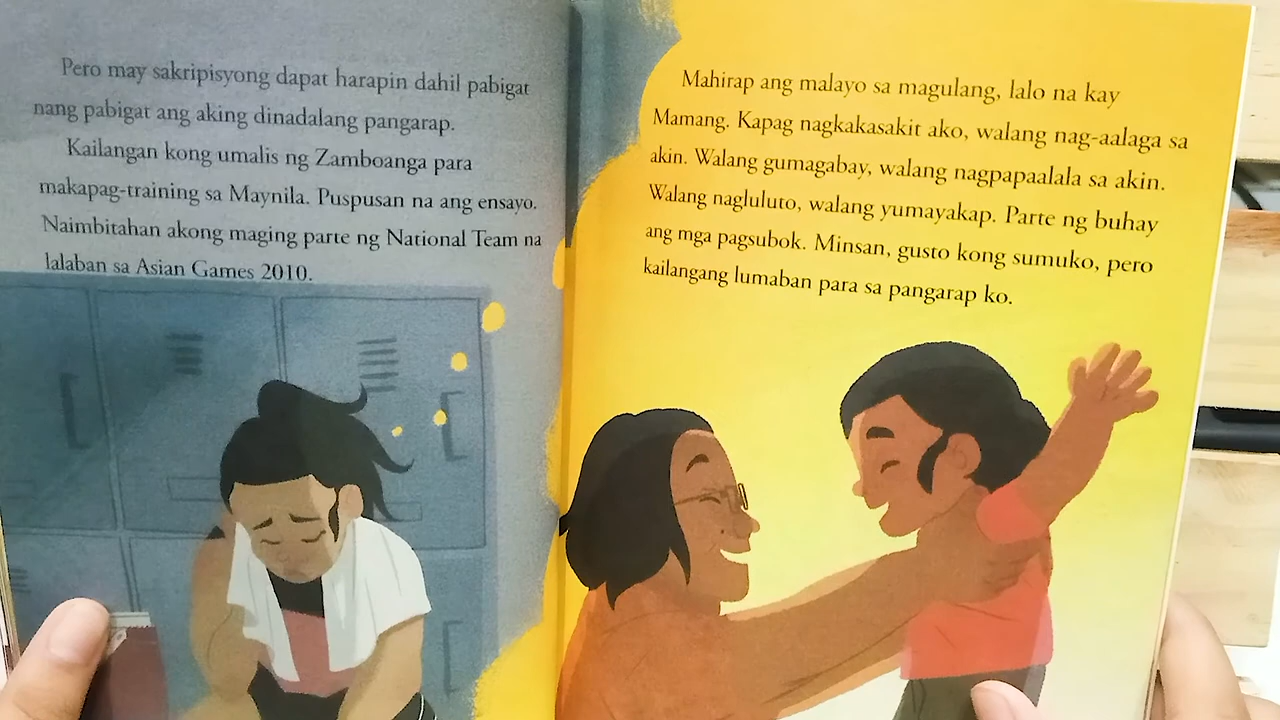 Pero may sakripisyong dapat harapin dahil pabigat
nang pabigat ang aking dinadalang pangarap.
Kailangan kong umalis ng Zamboanga para
makapag-training sa Maynila. Puspusan na ang ensayo.
Naimbitahan akong maging parte ng National Team na
lalaban sa Asian Games 2010.
Mahirap ang malayo sa magulang, lalo na kay
Mamang. Kapag nagkakasakit ako, walang nag-aalaga sa
akin. Walang gumagabay, walang nagpapaalala sa akin.
Walang nagluluto, walang yumayakap. Parte ng buhay
ang mga pagsubok. Minsan, gusto kong sumuko, pero
kailangang lumaban para sa pangarap ko.